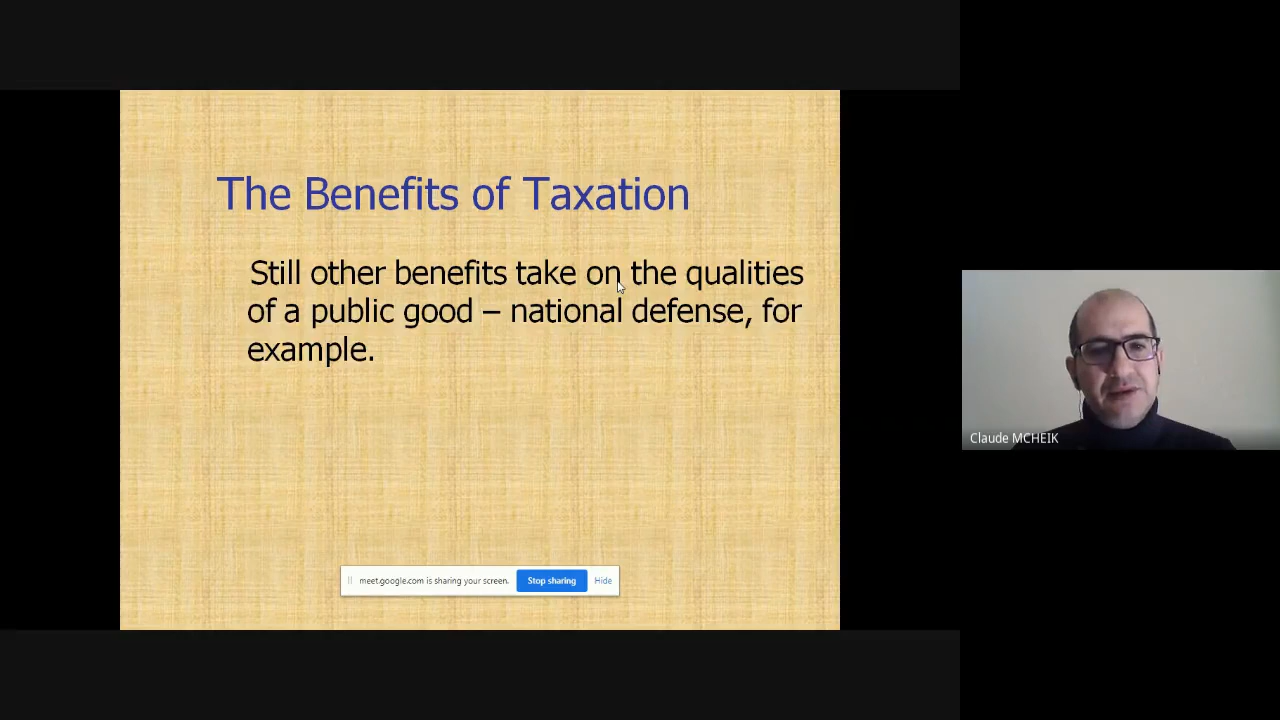 The Benefits of Taxation
Still other benefits take on the qualities
of a public good – national defense, for
example.
Claude MCHEIK
meet.google.com is sharing your screen. Stop sharing Hide